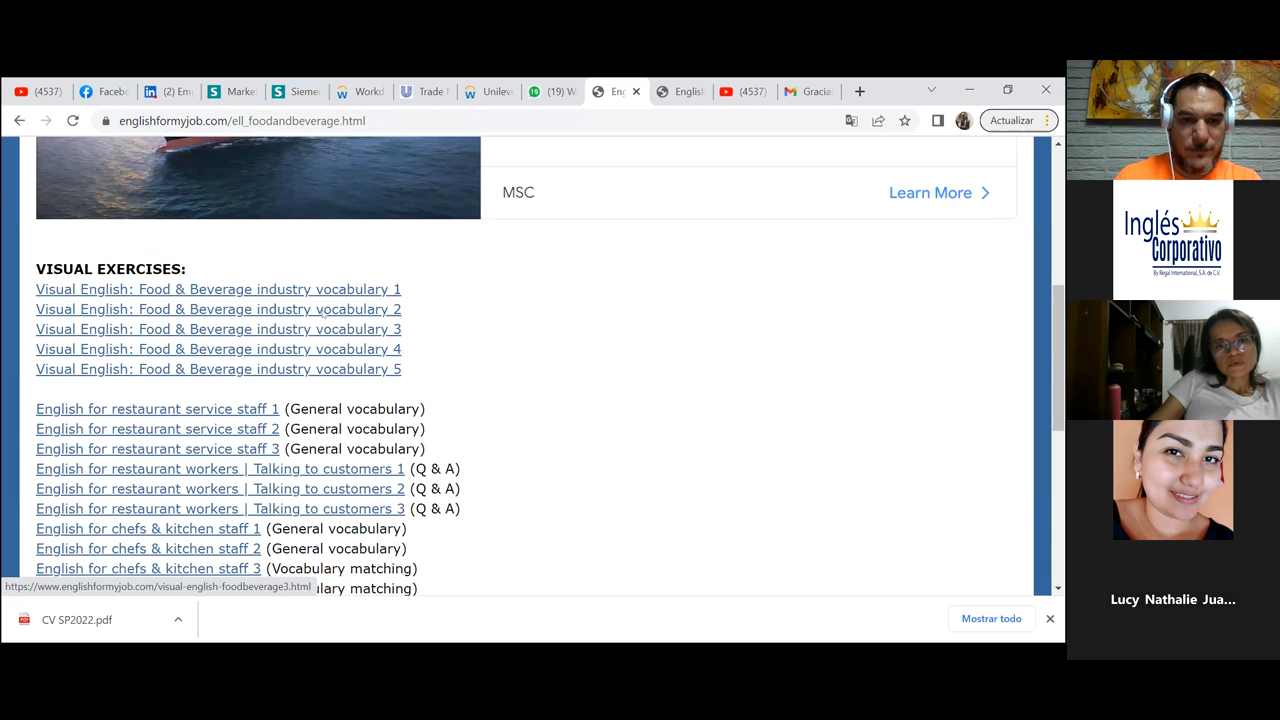 (4537)
Facebo
(2) Em
Market
Sieme
Workd
Trade
Unilev
(19) W
Eng
English
(4537)
Gracia
englishformyjob.com/ell_foodandbeverage.html
Actualizar
MSC
Learn More
VISUAL EXERCISES:
Visual English: Food & Beverage industry vocabulary 1
Visual English: Food & Beverage industry vocabulary 2
Visual English: Food & Beverage industry vocabulary 3
Visual English: Food & Beverage industry vocabulary 4
Visual English: Food & Beverage industry vocabulary 5
English for restaurant service staff 1 (General vocabulary)
English for restaurant service staff 2 (General vocabulary)
English for restaurant service staff 3 (General vocabulary)
English for restaurant workers | Talking to customers 1 (Q & A)
English for restaurant workers | Talking to customers 2 (Q & A)
English for restaurant workers | Talking to customers 3 (Q & A)
English for chefs & kitchen staff 1 (General vocabulary)
English for chefs & kitchen staff 2 (General vocabulary)
English for chefs & kitchen staff 3 (Vocabulary matching)
https://www.englishformyjob.com/visual-english-foodbeverage3.html
ulary matching)
CV SP2022.pdf
Mostrar todo
Inglés
Corporativo
By Regal International, S.A. de C.V.
Lucy Nathalie Jua...